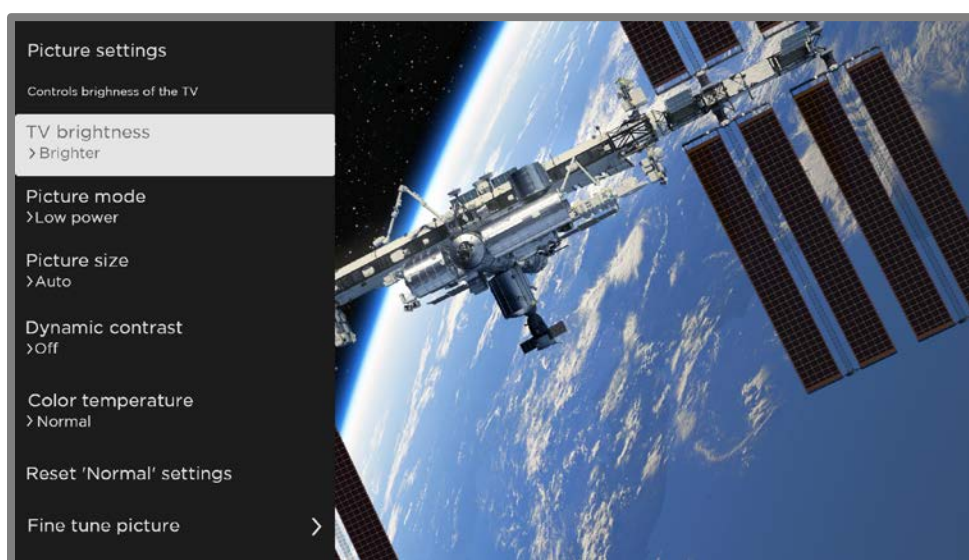 Picture settings
Controls brighness of the TV
TV brightness
>Brighter
Picture mode
>Low power
Picture size
>Auto
Dynamic contrast
>Off
Color temperature
>Normal
Reset 'Normal' settings
Fine tune picture >